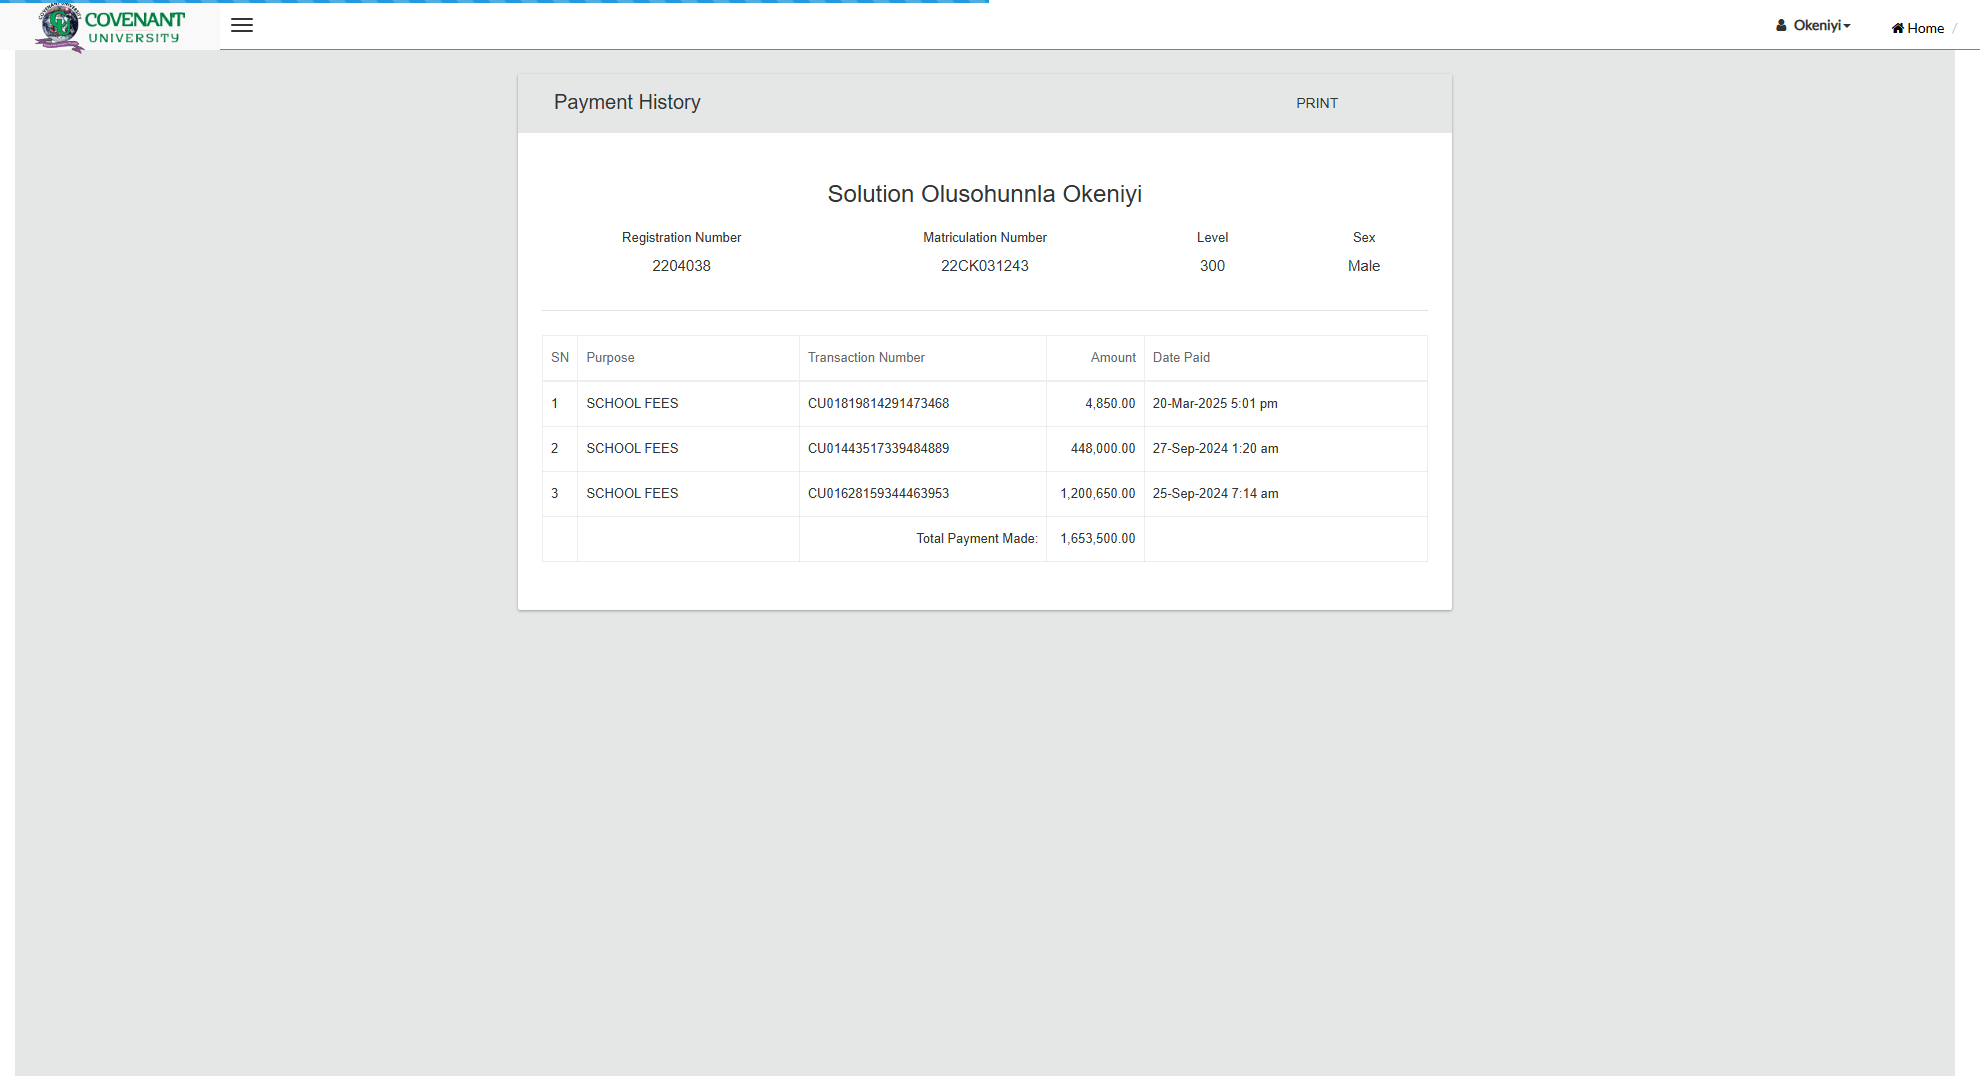 COVENANT
UNIVERSITY
Okeniyi
Home /
Payment History
PRINT
Solution Olusohunnla Okeniyi
Registration Number Matriculation Number Level Sex
2204038 22CK031243 300 Male
SN Purpose Transaction Number Amount Date Paid
1 SCHOOL FEES CU01819814291473468 4,850.00 20-Mar-2025 5:01 pm
2 SCHOOL FEES CU01443517339484889 448,000.00 27-Sep-2024 1:20 am
3 SCHOOL FEES CU01628159344463953 1,200,650.00 25-Sep-2024 7:14 am
Total Payment Made: 1,653,500.00